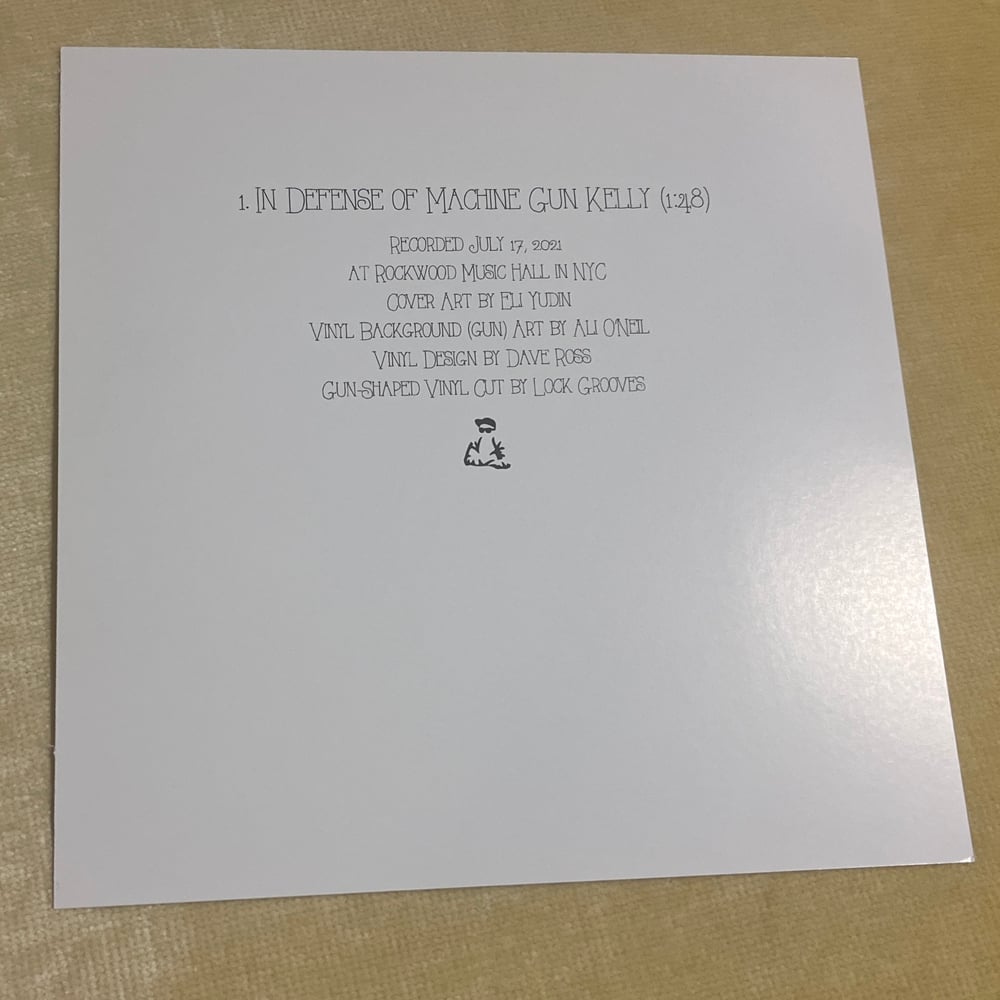 1. In Defense of Machine Gun Kelly (1:48)
Recorded July 17, 2021
at Rockwood Music Hall in NYC
Cover Art by Eli Yudin
Vinyl Background (Gun) Art by Ali O'Neil
Vinyl Design by Dave Ross
Gun-Shaped Vinyl Cut by Lock Grooves